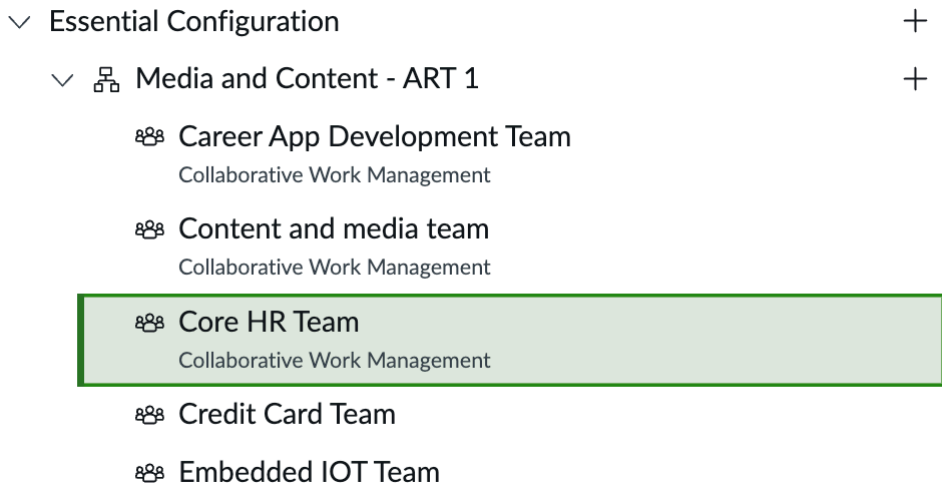 Essential Configuration
Media and Content - ART 1
Career App Development Team
Collaborative Work Management
Content and media team
Collaborative Work Management
Core HR Team
Collaborative Work Management
Credit Card Team
Embedded IOT Team